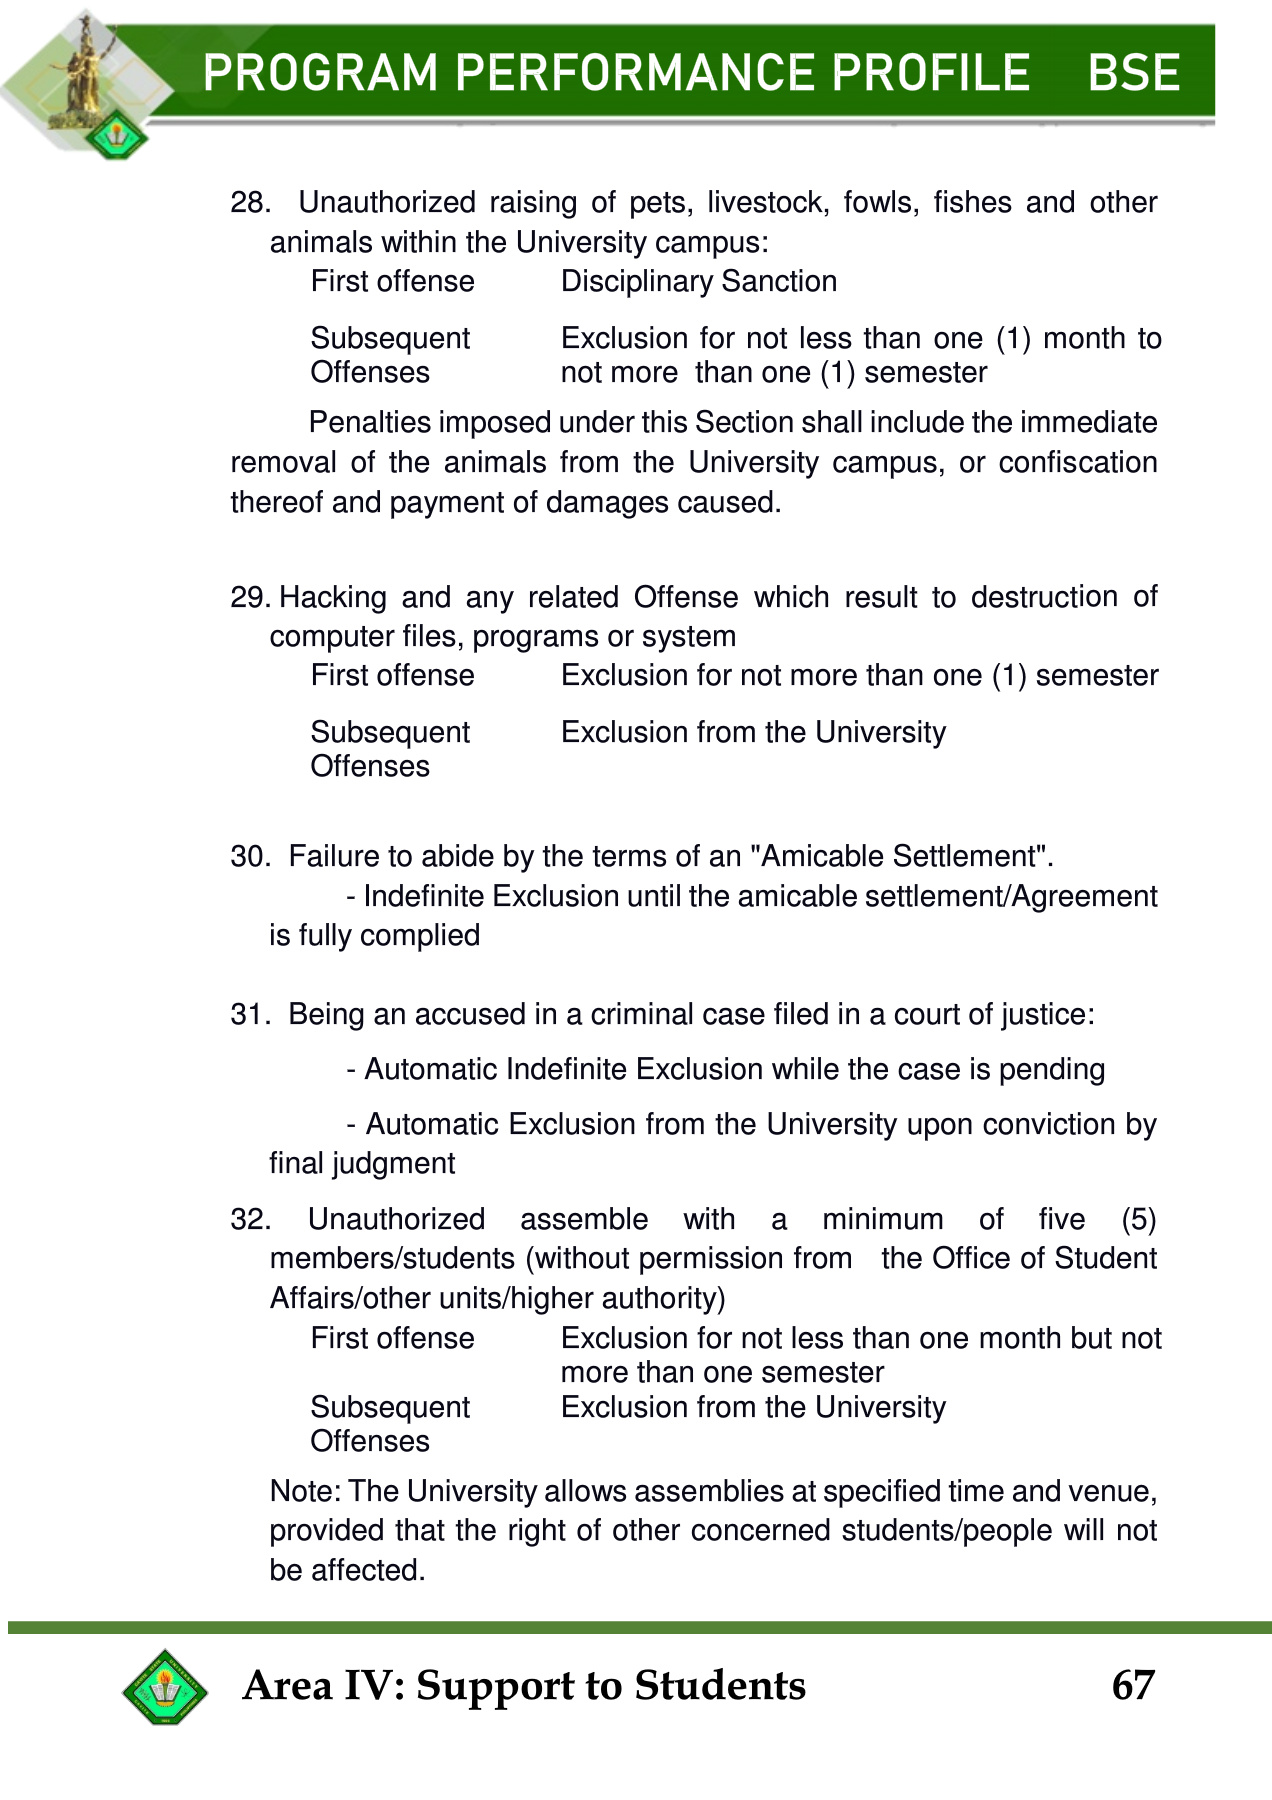 PROGRAM PERFORMANCE PROFILE BSE
28. Unauthorized raising of pets, livestock, fowls, fishes and other
animals within the University campus:
First offense Disciplinary Sanction
Subsequent Exclusion for not less than one (1) month to
Offenses not more than one (1) semester
Penalties imposed under this Section shall include the immediate
removal of the animals from the University campus, or confiscation
thereof and payment of damages caused.
29. Hacking and any related Offense which result to destruction of
computer files, programs or system
First offense Exclusion for not more than one (1) semester
Subsequent Exclusion from the University
Offenses
30. Failure to abide by the terms of an "Amicable Settlement".
- Indefinite Exclusion until the amicable settlement/Agreement
is fully complied
31. Being an accused in a criminal case filed in a court of justice:
- Automatic Indefinite Exclusion while the case is pending
- Automatic Exclusion from the University upon conviction by
final judgment
32. Unauthorized assemble with a minimum of five (5)
members/students (without permission from the Office of Student
Affairs/other units/higher authority)
First offense Exclusion for not less than one month but not
more than one semester
Subsequent Exclusion from the University
Offenses
Note: The University allows assemblies at specified time and venue,
provided that the right of other concerned students/people will not
be affected.
Area IV: Support to Students 67